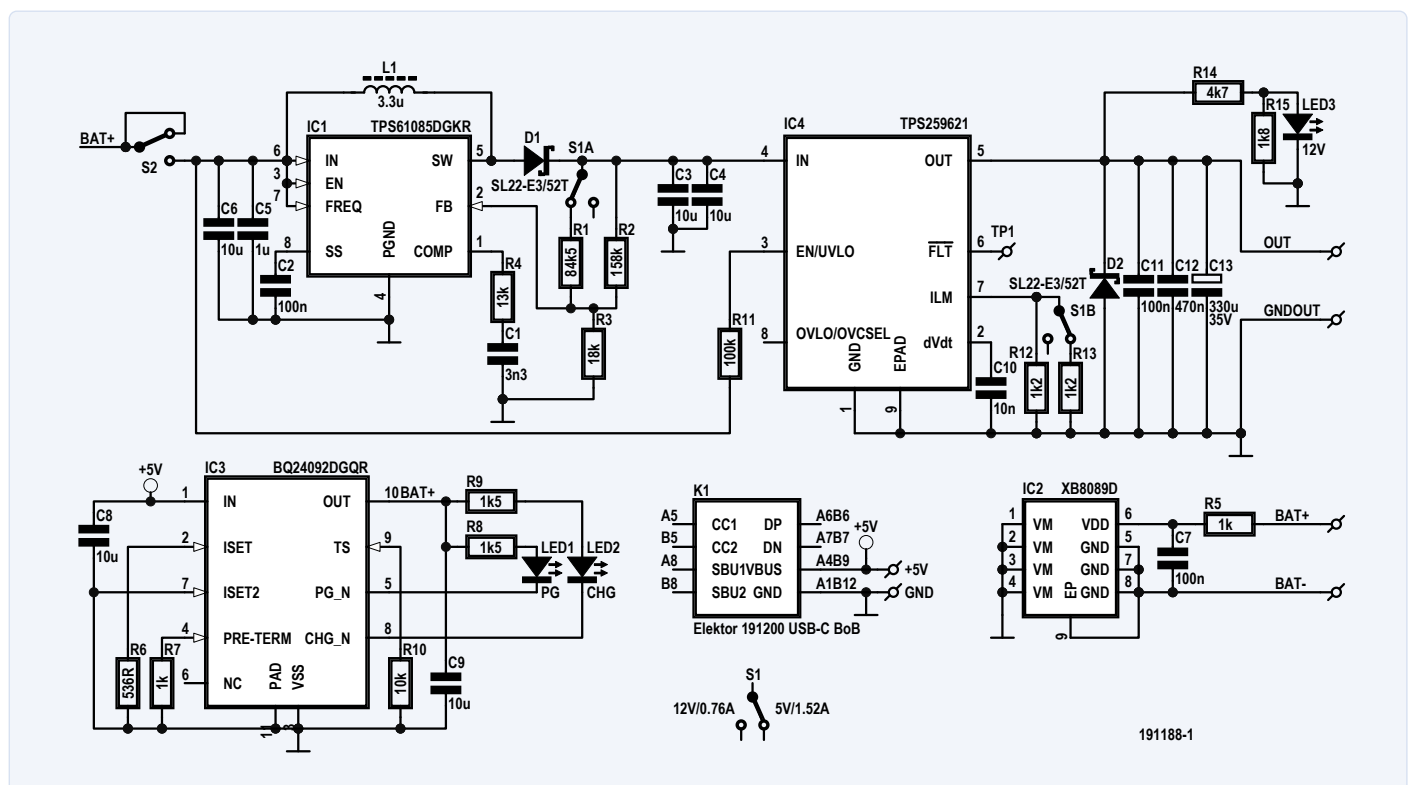 L1
3.3u
BAT+
S2
IC1 TPS61085DGKR
6 IN
3 EN
7 FREQ
8 SS
SW 5
FB 2
COMP 1
PGND
4
C6
10u
C5
1u
C2
100n
D1
SL22-E3/52T
S1A
R4
13k
C1
3n3
R1
84k5
R2
158k
R3
18k
C3
10u
C4
10u
R11
100k
IC4 TPS259621
4 IN
3 EN/UVLO
8 OVLO/OVCSEL
OUT 5
FLT 6
ILM 7
dVdt 2
GND
EPAD
1
9
TP1
SL22-E3/52T
S1B
C10
10n
R12
1k2
R13
1k2
D2
C11
100n
C12
470n
C13
330u
35V
R14
4k7
R15
1k8
LED3
12V
OUT
GNDOUT
+5V
IC3 BQ24092DGQR
C8
10u
1 IN
2 ISET
7 ISET2
4 PRE-TERM
6 NC
OUT 10 BAT+
TS 9
PG_N 5
CHG_N 8
PAD
VSS
11
3
R6
536R
R7
1k
R9
1k5
R8
1k5
LED1
PG
LED2
CHG
R10
10k
C9
10u
K1
A5 CC1 DP A6B6
B5 CC2 DN A7B7
A8 SBU1 VBUS A4B9
B8 SBU2 GND A1B12
+5V
+5V
GND
Elektor 191200 USB-C BoB
S1
12V/0.76A 5V/1.52A
IC2 XB8089D
1 VM VDD 6
2 VM GND 5
3 VM GND 7
4 VM GND 8
EP
9
R5
1k
C7
100n
BAT+
BAT-
191188-1